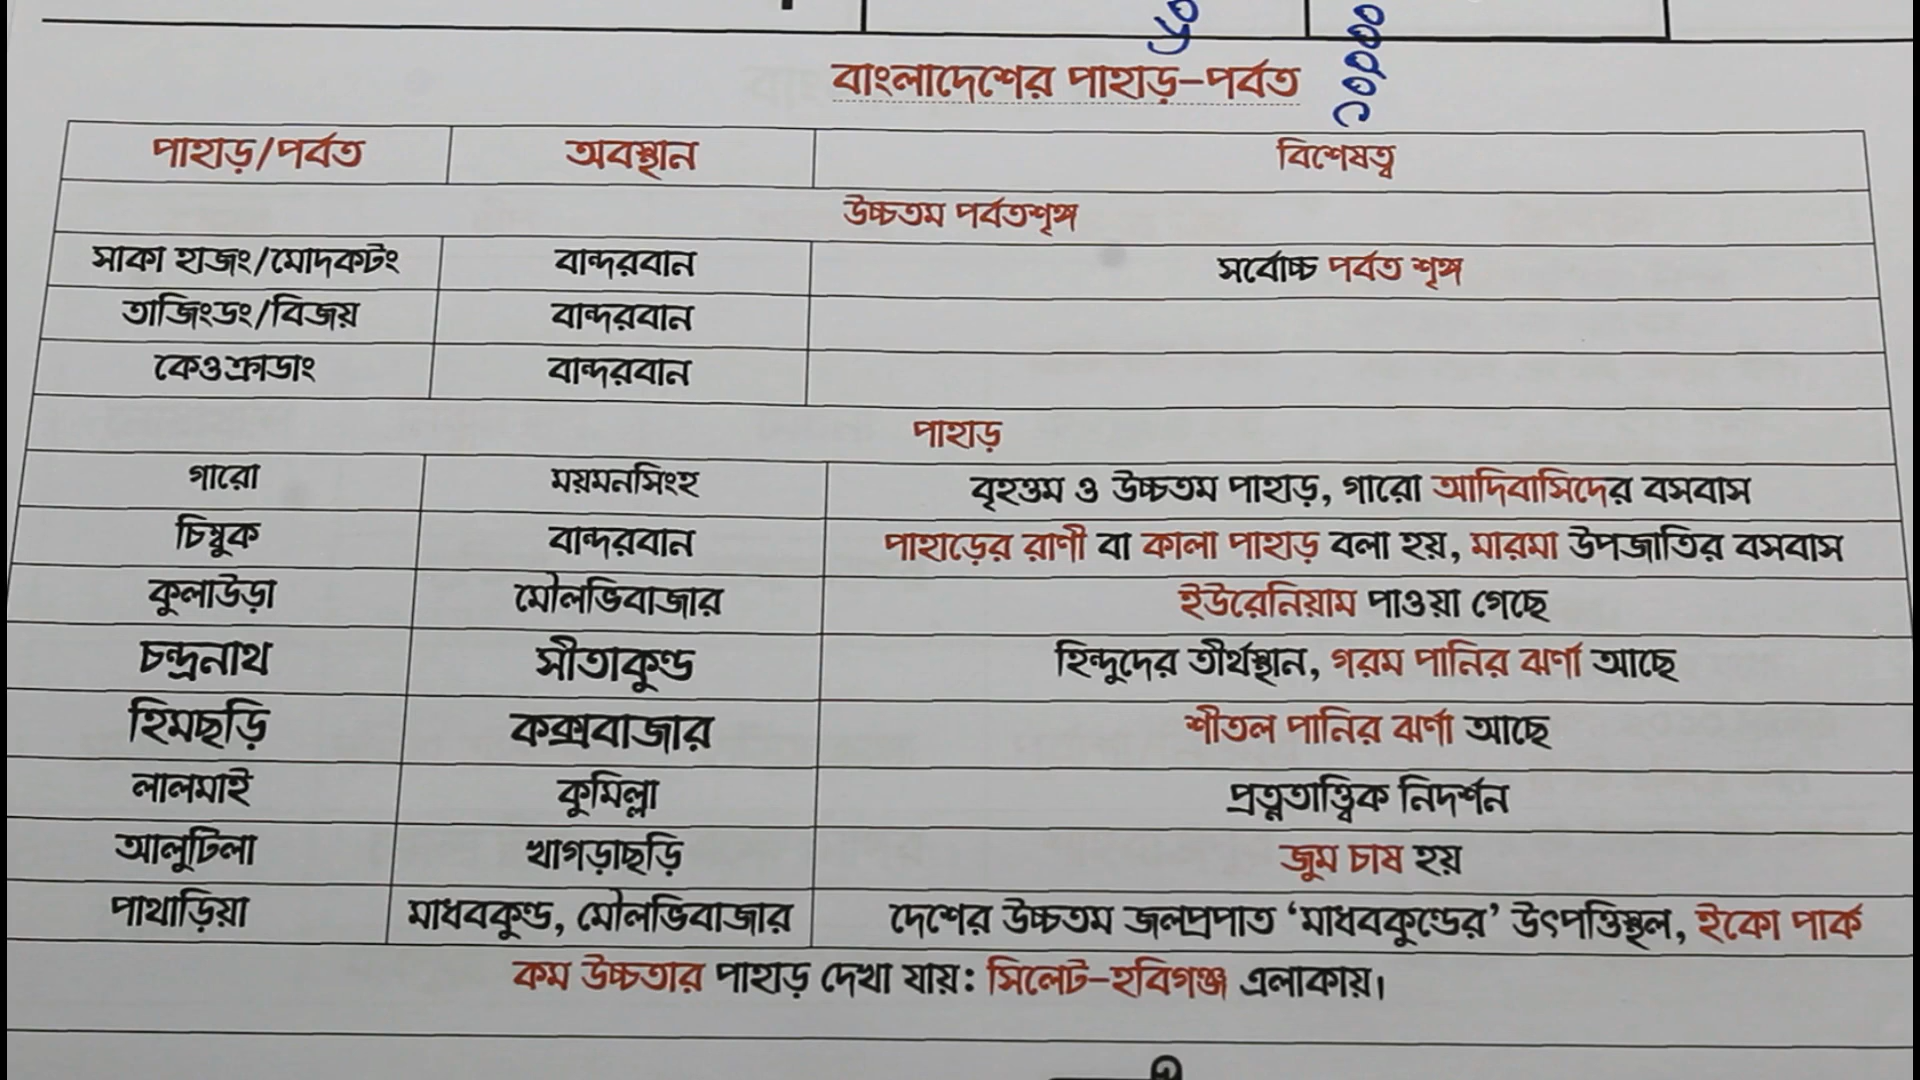 বাংলাদেশের পাহাড়-পর্বত
পাহাড়/পর্বত অবস্থান বিশেষত্ব
উচ্চতম পর্বতশৃঙ্গ
সাকা হাজং/মোদকটং বান্দরবান সর্বোচ্চ পর্বত শৃঙ্গ
তাজিংডং/বিজয় বান্দরবান
কেওক্রাডাং বান্দরবান
পাহাড়
গারো ময়মনসিংহ বৃহত্তম ও উচ্চতম পাহাড়, গারো আদিবাসিদের বসবাস
চিম্বুক বান্দরবান পাহাড়ের রাণী বা কালা পাহাড় বলা হয়, মারমা উপজাতির বসবাস
কুলাউড়া মৌলভিবাজার ইউরেনিয়াম পাওয়া গেছে
চন্দ্রনাথ সীতাকুন্ড হিন্দুদের তীর্থস্থান, গরম পানির ঝর্ণা আছে
হিমছড়ি কক্সবাজার শীতল পানির ঝর্ণা আছে
লালমাই কুমিল্লা প্রত্নতাত্ত্বিক নিদর্শন
আলুটিলা খাগড়াছড়ি জুম চাষ হয়
পাথাড়িয়া মাধবকুন্ড, মৌলভিবাজার দেশের উচ্চতম জলপ্রপাত ‘মাধবকুন্ডের’ উৎপত্তিস্থল, ইকো পার্ক
কম উচ্চতার পাহাড় দেখা যায়: সিলেট-হবিগঞ্জ এলাকায়।